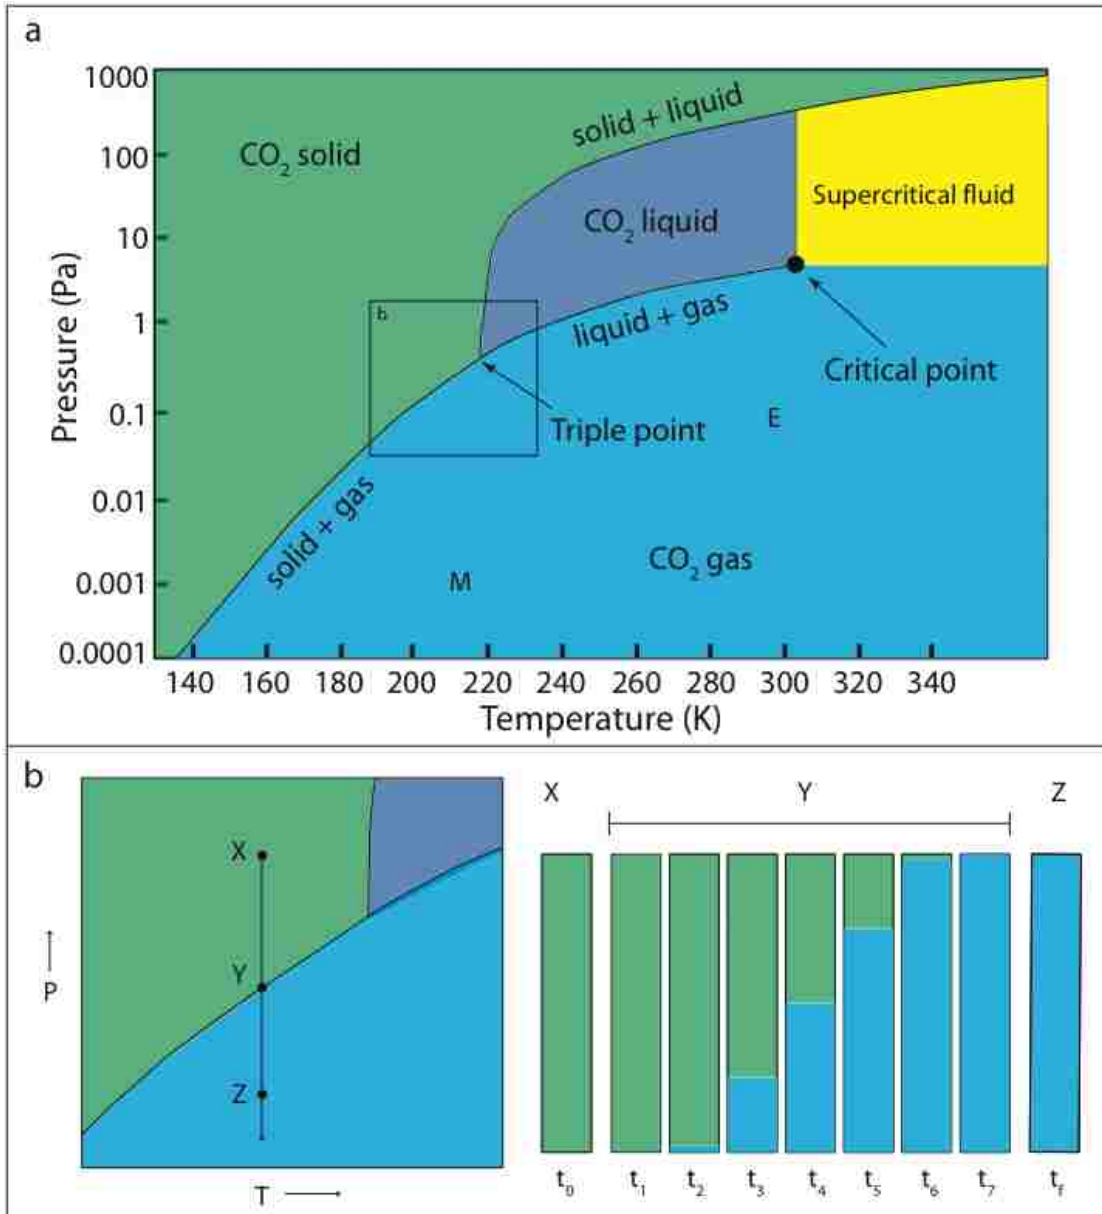 a
1000
100
10
1
0.1
0.01
0.001
0.0001
Pressure (Pa)
CO₂ solid
solid + liquid
CO₂ liquid
Supercritical fluid
b
liquid + gas
Critical point
Triple point
E
solid + gas
M
CO₂ gas
140 160 180 200 220 240 260 280 300 320 340
Temperature (K)
b
X
Y
Z
P
T
X Y Z
t₀ t₁ t₂ t₃ t₄ t₅ t₆ t₇ t_f